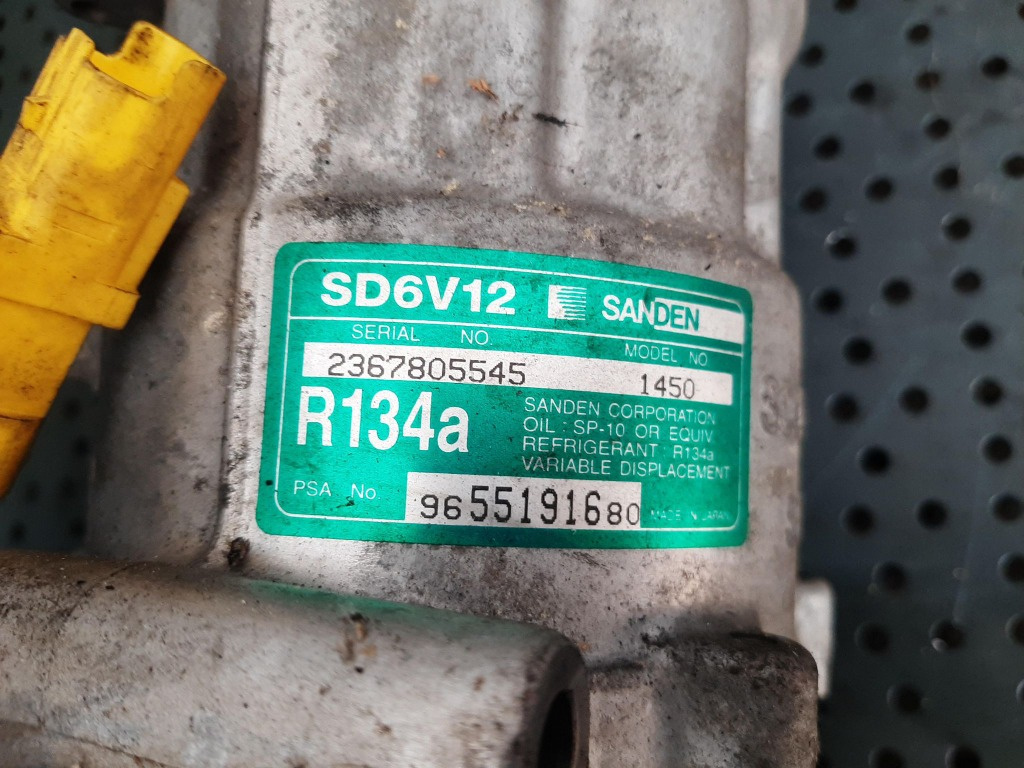 SD6V12 SANDEN
SERIAL NO. MODEL NO
2367805545 1450
R134a
SANDEN CORPORATION
OIL : SP-10 OR EQUIV.
REFRIGERANT : R134a
VARIABLE DISPLACEMENT
PSA No. 9655191680 MADE IN JAPAN